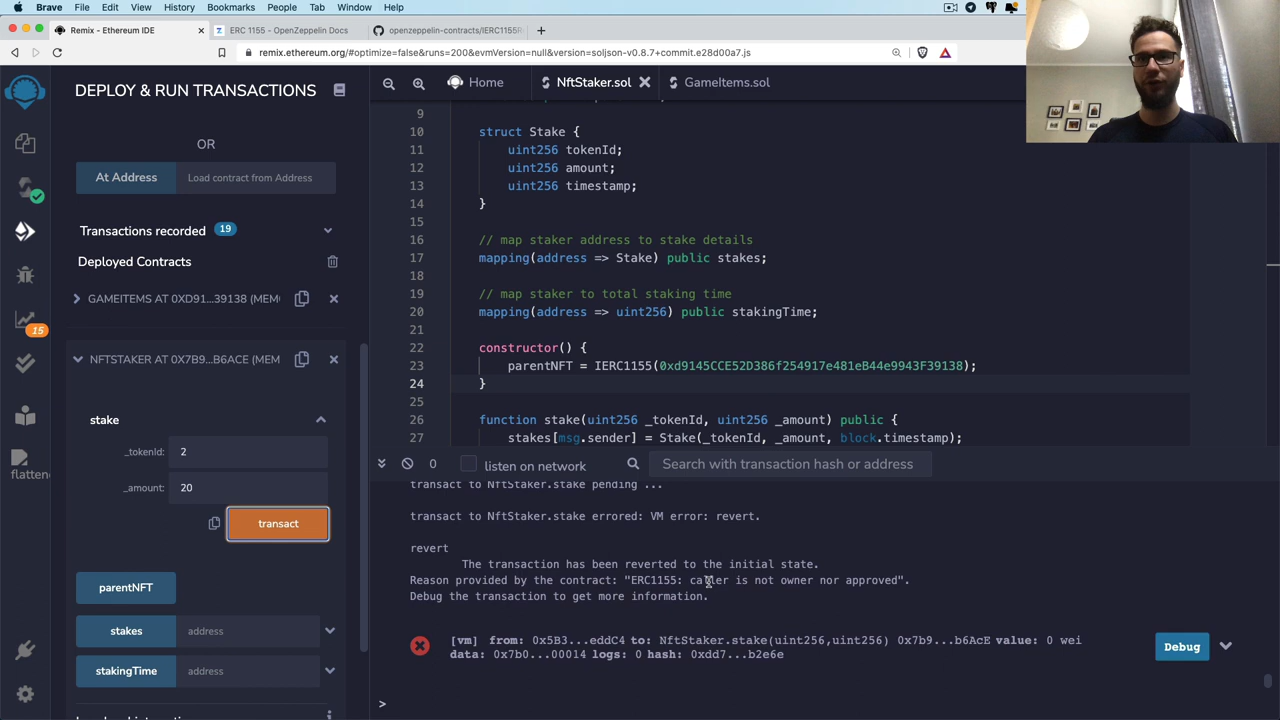 Brave File Edit View History Bookmarks People Tab Window Help
Remix - Ethereum IDE
ERC 1155 - OpenZeppelin Docs
openzeppelin-contracts/IERC1155R
remix.ethereum.org/#optimize=false&runs=200&evmVersion=null&version=soljson-v0.8.7+commit.e28d00a7.js
DEPLOY & RUN TRANSACTIONS
Home
NftStaker.sol
GameItems.sol
OR
At Address
Load contract from Address
Transactions recorded 19
Deployed Contracts
GAMEITEMS AT 0XD91...39138 (MEM
15
NFTSTAKER AT 0X7B9...B6ACE (MEM
stake
_tokenId: 2
_amount: 20
transact
parentNFT
stakes address
stakingTime address
flatten
9
10 struct Stake {
11 uint256 tokenId;
12 uint256 amount;
13 uint256 timestamp;
14 }
15
16 // map staker address to stake details
17 mapping(address => Stake) public stakes;
18
19 // map staker to total staking time
20 mapping(address => uint256) public stakingTime;
21
22 constructor() {
23 parentNFT = IERC1155(0xd9145CCE52D386f254917e481eB44e9943F39138);
24 }
25
26 function stake(uint256 _tokenId, uint256 _amount) public {
27 stakes[msg.sender] = Stake(_tokenId, _amount, block.timestamp);
0 listen on network Search with transaction hash or address
transact to NftStaker.stake pending ...
transact to NftStaker.stake errored: VM error: revert.
revert
The transaction has been reverted to the initial state.
Reason provided by the contract: "ERC1155: caller is not owner nor approved".
Debug the transaction to get more information.
[vm] from: 0x5B3...eddC4 to: NftStaker.stake(uint256,uint256) 0x7b9...b6AcE value: 0 wei
data: 0x7b0...00014 logs: 0 hash: 0xdd7...b2e6e
Debug
>